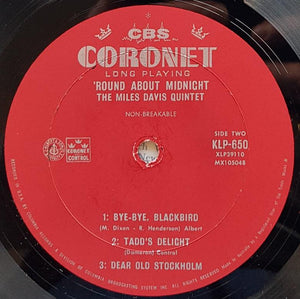 CBS
CORONET
LONG PLAYING
'ROUND ABOUT MIDNIGHT
THE MILES DAVIS QUINTET
NON-BREAKABLE
CORONET
CONTROL
SIDE TWO
KLP-650
XLP39110
MX105048
1: BYE-BYE, BLACKBIRD
(M. Dixon - R. Henderson) Albert
2: TADD'S DELIGHT
(Dameron) Control
3: DEAR OLD STOCKHOLM